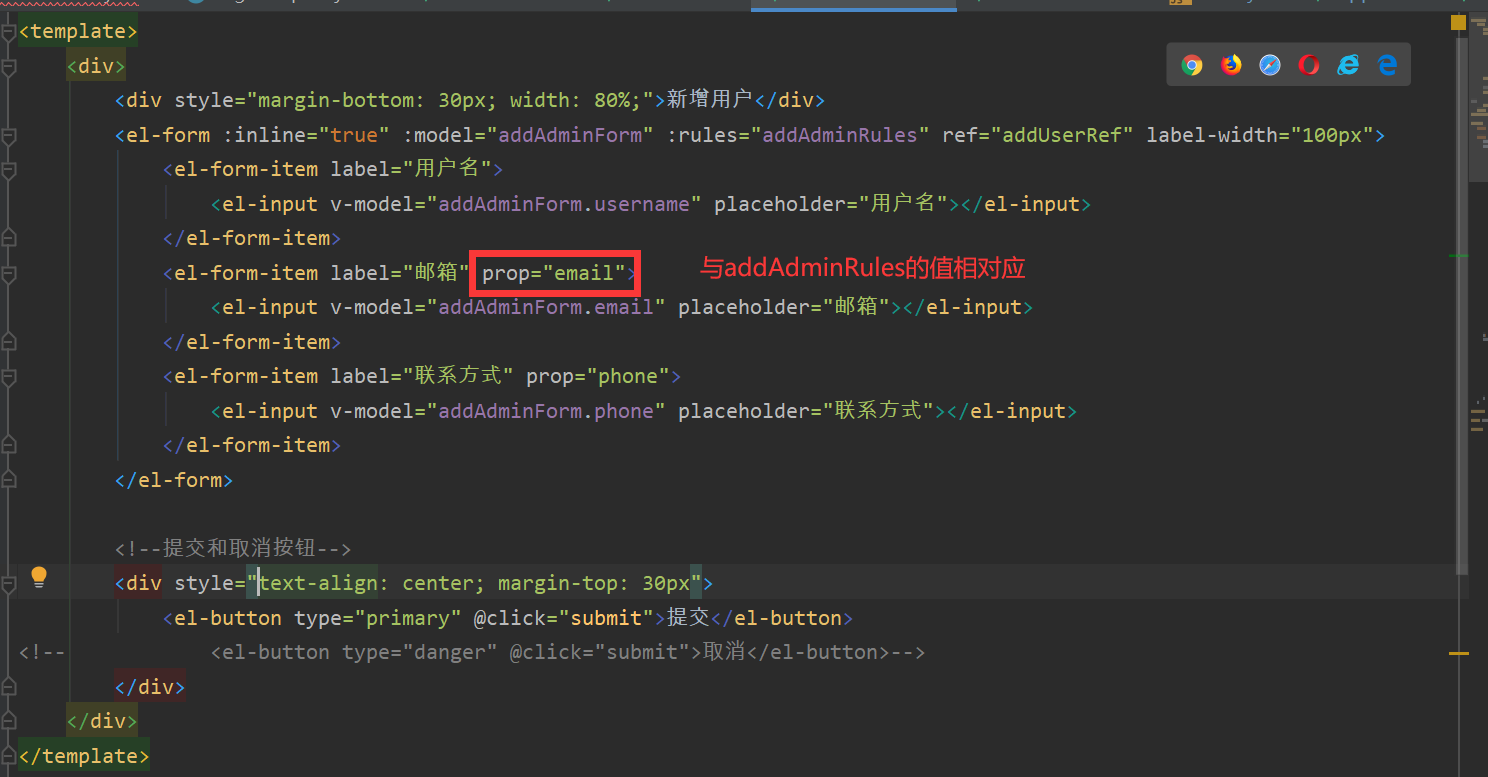 <template>
<div>
<div style="margin-bottom: 30px; width: 80%;">新增用户</div>
<el-form :inline="true" :model="addAdminForm" :rules="addAdminRules" ref="addUserRef" label-width="100px">
<el-form-item label="用户名">
<el-input v-model="addAdminForm.username" placeholder="用户名"></el-input>
</el-form-item>
<el-form-item label="邮箱" prop="email"> 与addAdminRules的值相对应
<el-input v-model="addAdminForm.email" placeholder="邮箱"></el-input>
</el-form-item>
<el-form-item label="联系方式" prop="phone">
<el-input v-model="addAdminForm.phone" placeholder="联系方式"></el-input>
</el-form-item>
</el-form>
<!--提交和取消按钮-->
<div style="text-align: center; margin-top: 30px">
<el-button type="primary" @click="submit">提交</el-button>
<!-- <el-button type="danger" @click="submit">取消</el-button>-->
</div>
</div>
</template>